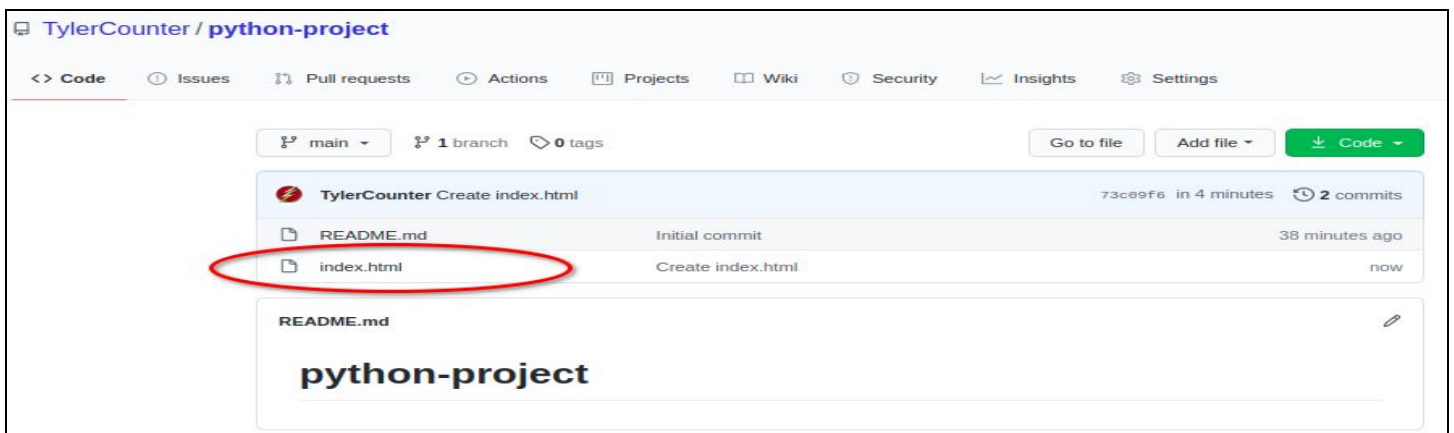 TylerCounter / python-project
<> Code Issues Pull requests Actions Projects Wiki Security Insights Settings
main 1 branch 0 tags Go to file Add file Code
TylerCounter Create index.html 73c09f6 in 4 minutes 2 commits
README.md Initial commit 38 minutes ago
index.html Create index.html now
README.md
python-project